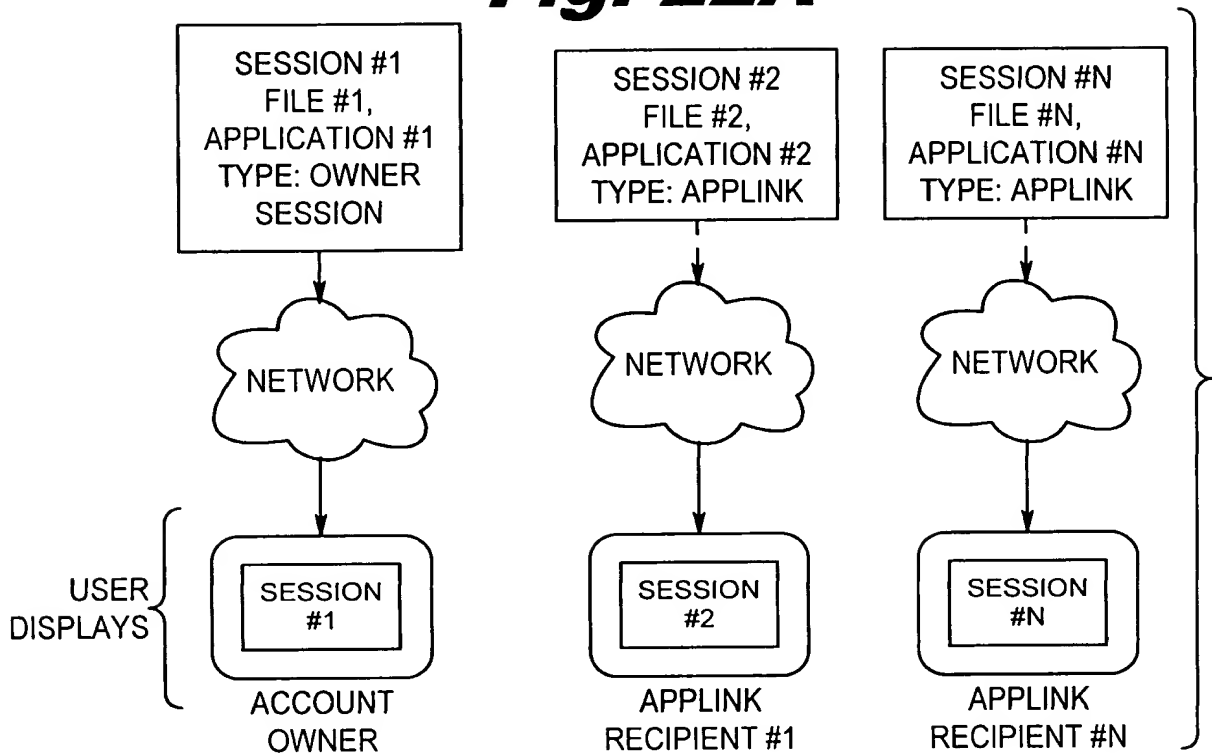 SESSION #1
FILE #1,
APPLICATION #1
TYPE: OWNER
SESSION
SESSION #2
FILE #2,
APPLICATION #2
TYPE: APPLINK
SESSION #N
FILE #N,
APPLICATION #N
TYPE: APPLINK
NETWORK
NETWORK
NETWORK
USER
DISPLAYS
SESSION
#1
SESSION
#2
SESSION
#N
ACCOUNT
OWNER
APPLINK
RECIPIENT #1
APPLINK
RECIPIENT #N